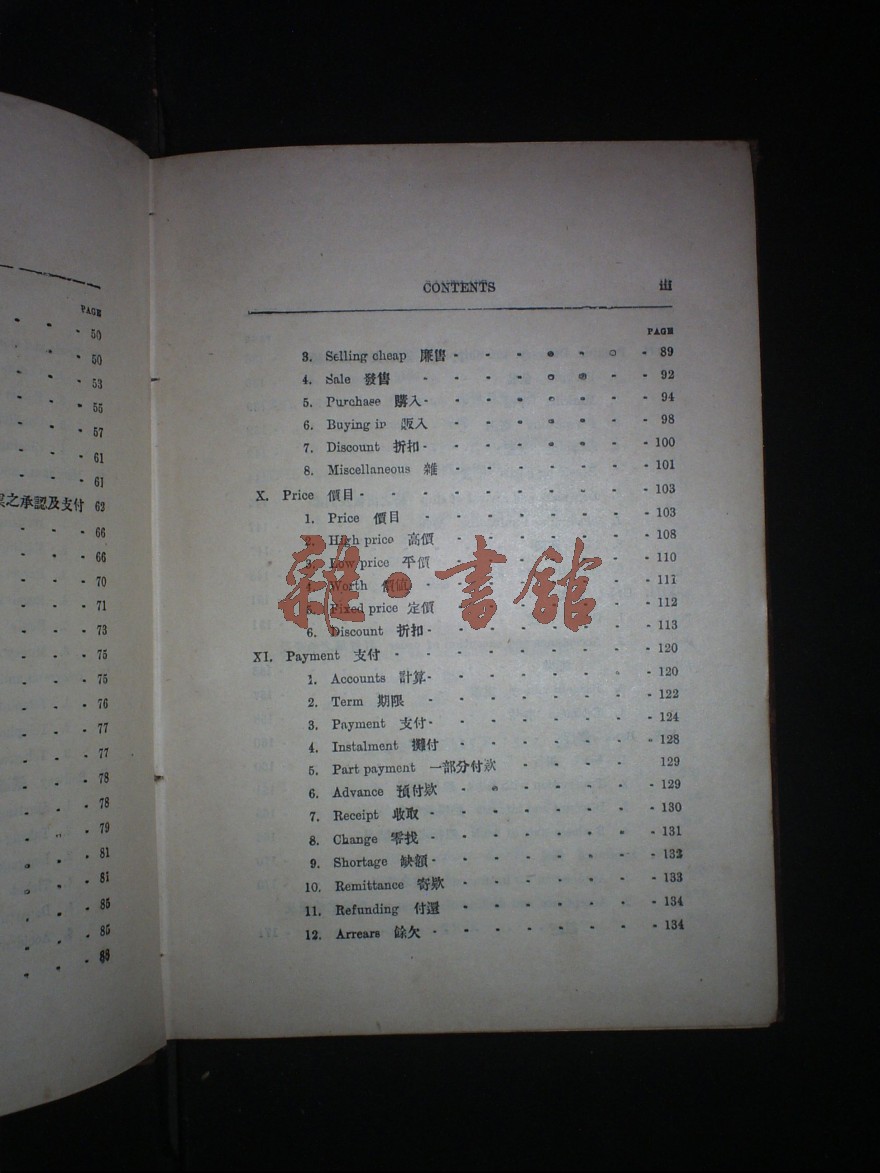 PAGE
50
50
53
55
57
61
61
之承認及支付 62
66
66
70
71
73
75
75
76
77
77
78
78
79
81
81
85
85
88
CONTENTS iii
PAGE
3. Selling cheap 廉售 - - - - - - - 89
4. Sale 發售 - - - - - - - - 92
5. Purchase 購入 - - - - - - - - 94
6. Buying in 販入 - - - - - - - 98
7. Discount 折扣 - - - - - - - - 100
8. Miscellaneous 雜 - - - - - - - 101
X. Price 價目 - - - - - - - - - - 103
1. Price 價目 - - - - - - - - 103
2. High price 高價 - - - - - - - 108
3. Low price 平價 - - - - - - - 110
4. Worth 價值 - - - - - - - 111
5. Fixed price 定價 - - - - - - - 112
6. Discount 折扣 - - - - - - - - 113
XI. Payment 支付 - - - - - - - - - 120
1. Accounts 計算 - - - - - - - - 120
2. Term 期限 - - - - - - - - 122
3. Payment 支付 - - - - - - - - 124
4. Instalment 攤付 - - - - - - - 128
5. Part payment 一部分付欵 - - - - 129
6. Advance 預付欵 - - - - - - - 129
7. Receipt 收取 - - - - - - - - 130
8. Change 零找 - - - - - - - - 131
9. Shortage 缺額 - - - - - - - - 132
10. Remittance 寄欵 - - - - - - - 133
11. Refunding 付還 - - - - - - - 134
12. Arrears 餘欠 - - - - - - - - 134
雜·書館